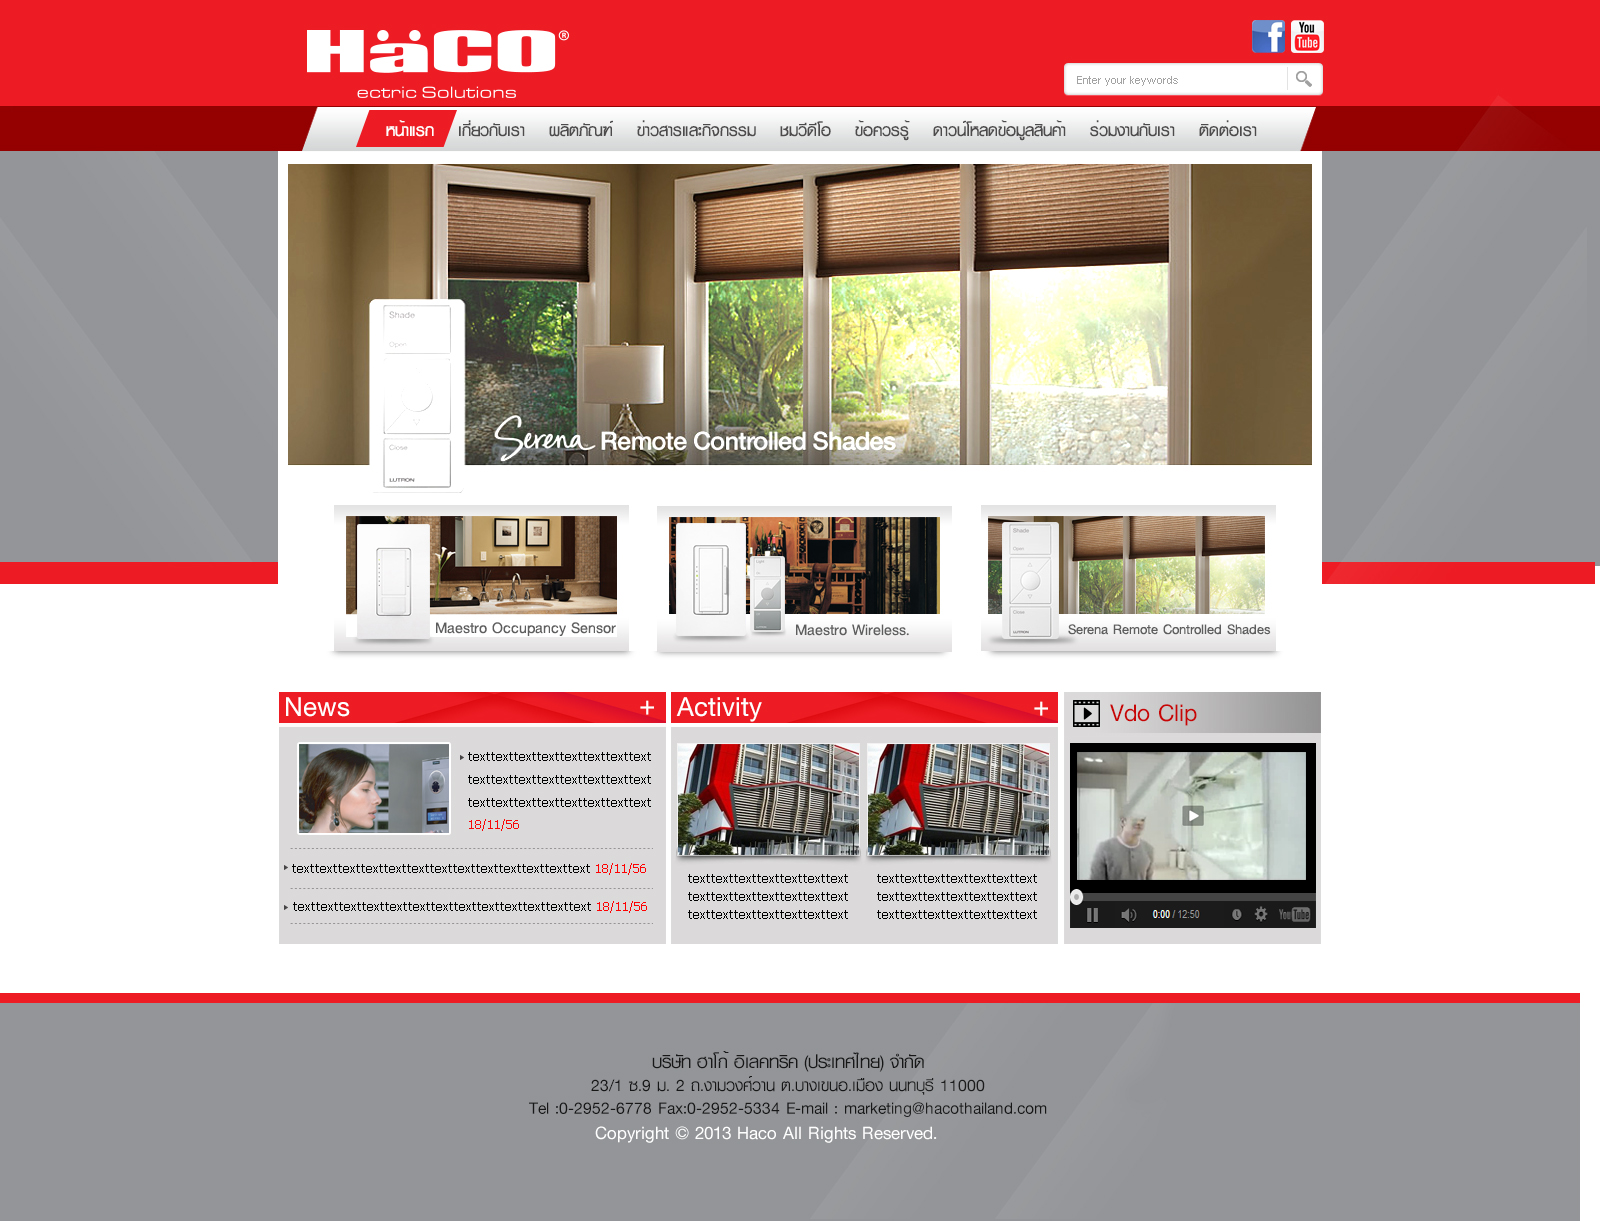 HäCO®
ectric Solutions
You
Tube
Enter your keywords
หน้าแรก เกี่ยวกับเรา ผลิตภัณฑ์ ข่าวสารและกิจกรรม ชมวีดีโอ ข้อควรรู้ ดาวน์โหลดข้อมูลสินค้า ร่วมงานกับเรา ติดต่อเรา
Shade
Open
Close
LUTRON
Serena Remote Controlled Shades
Maestro Occupancy Sensor
Maestro Wireless.
Shade
Open
Close
LUTRON
Serena Remote Controlled Shades
News +
texttexttexttexttexttexttexttext
texttexttexttexttexttexttexttext
texttexttexttexttexttexttexttext
18/11/56
texttexttexttexttexttexttexttexttexttexttexttexttext 18/11/56
texttexttexttexttexttexttexttexttexttexttexttexttext 18/11/56
Activity +
texttexttexttexttexttexttext
texttexttexttexttexttexttext
texttexttexttexttexttexttext
texttexttexttexttexttexttext
texttexttexttexttexttexttext
texttexttexttexttexttexttext
Vdo Clip
0:00 / 12:50
YouTube
บริษัท ฮาโก้ อิเลคทริค (ประเทศไทย) จำกัด
23/1 ซ.9 ม. 2 ถ.งามวงศ์วาน ต.บางเขนอ.เมือง นนทบุรี 11000
Tel :0-2952-6778 Fax:0-2952-5334 E-mail : marketing@hacothailand.com
Copyright © 2013 Haco All Rights Reserved.